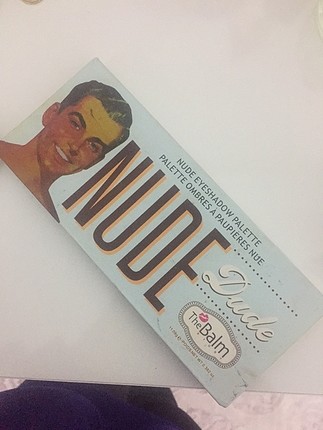 NUDE EYESHADOW PALETTE
PALETTE OMBRES À PAUPIÈRES NUE
NUDE
Dude
TheBalm